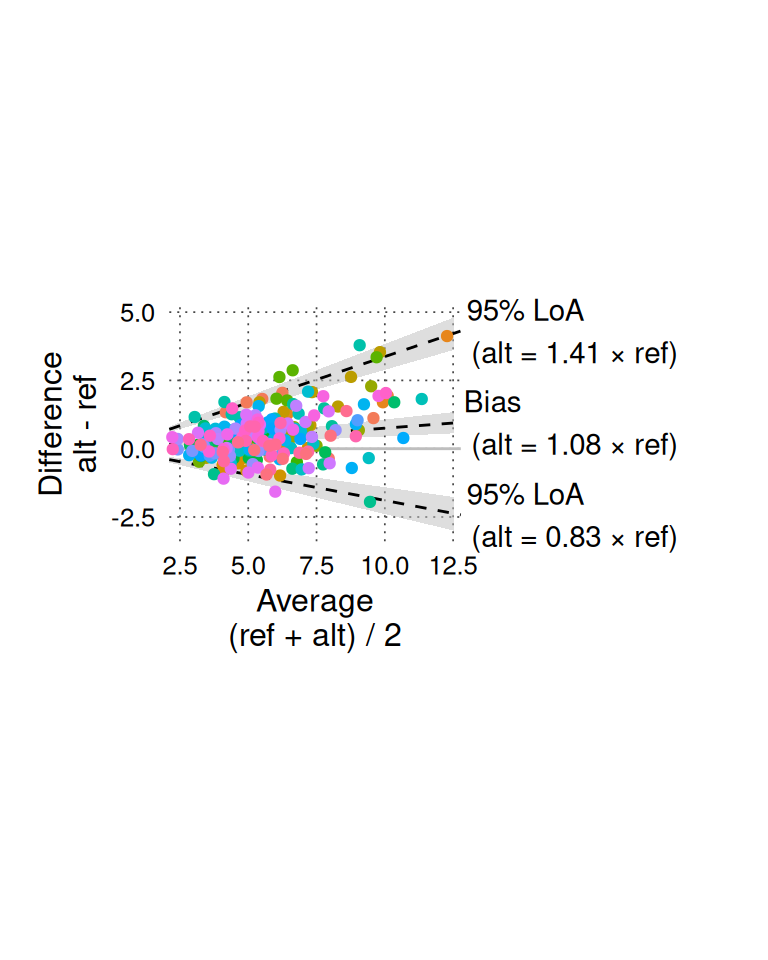 5.0
2.5
0.0
-2.5
Difference
alt - ref
2.5 5.0 7.5 10.0 12.5
Average
(ref + alt) / 2
95% LoA
(alt = 1.41 × ref)
Bias
(alt = 1.08 × ref)
95% LoA
(alt = 0.83 × ref)